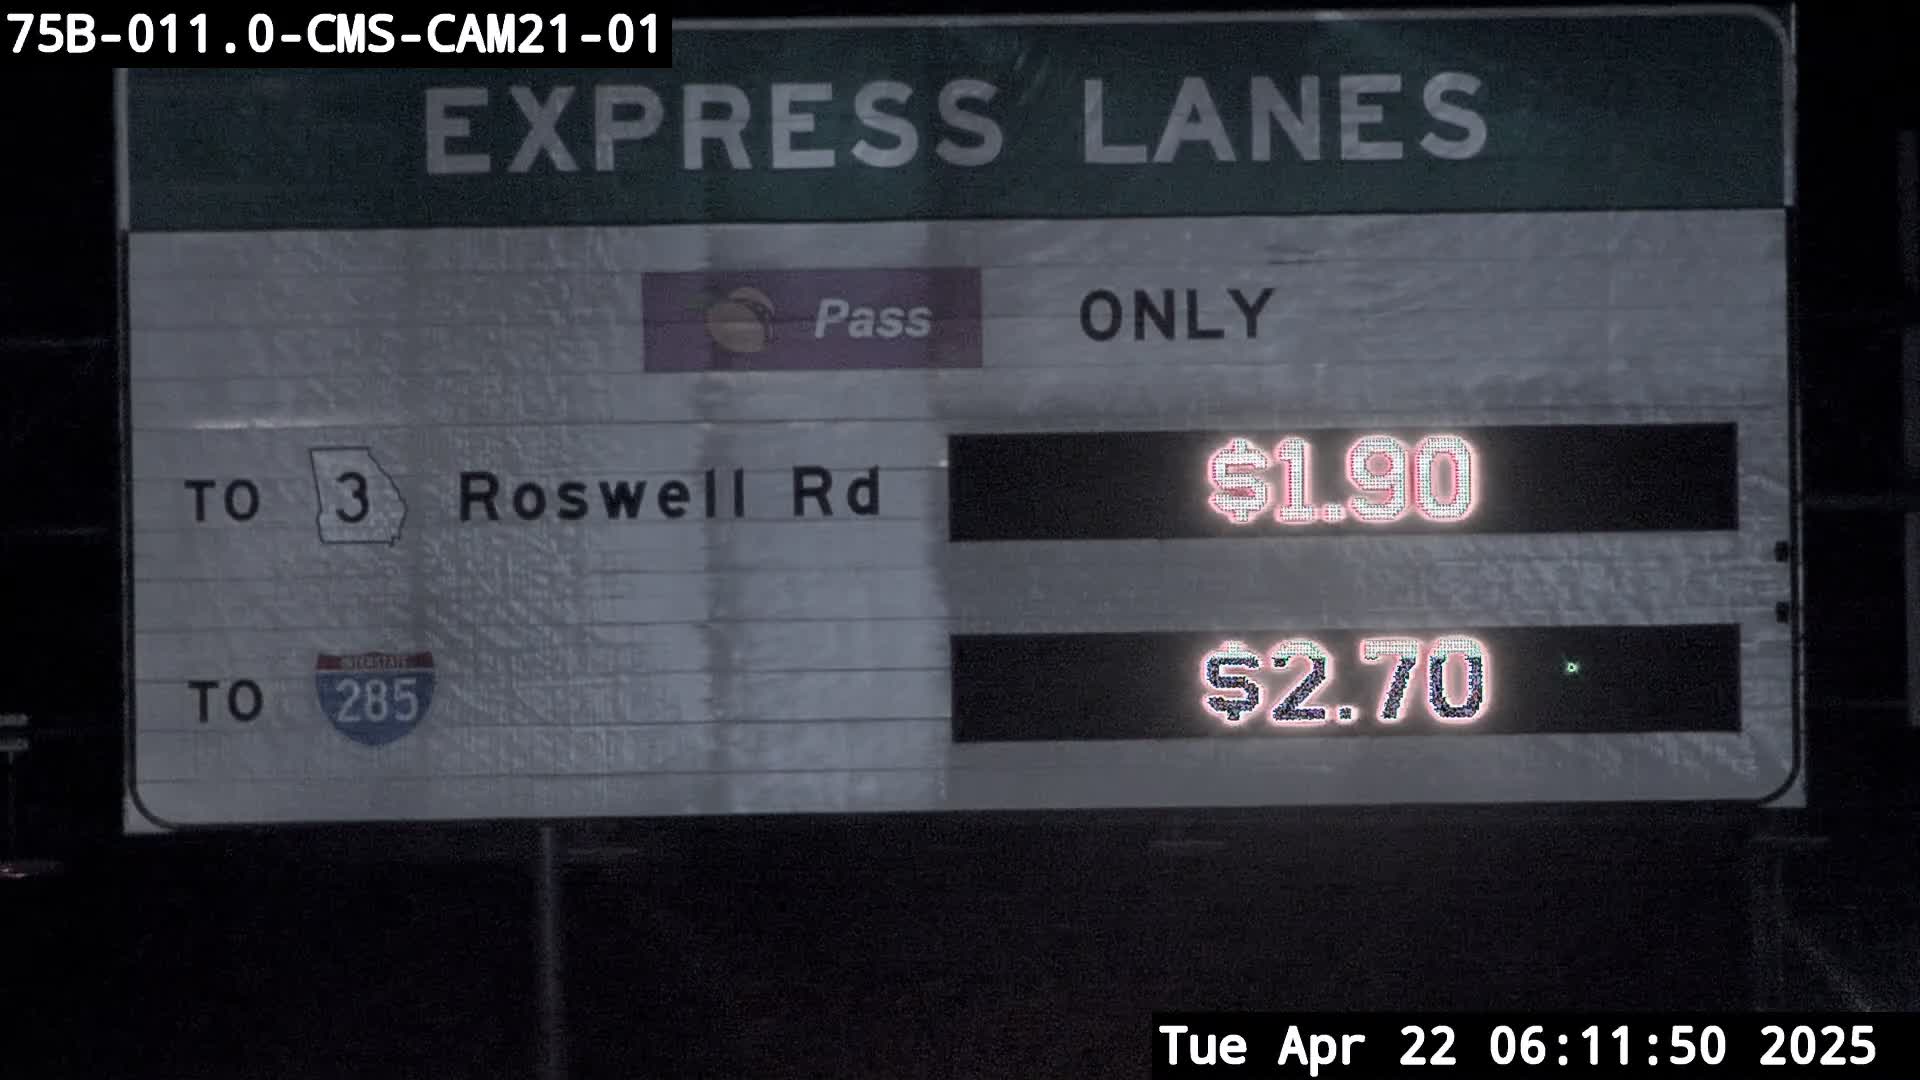 75B-011.0-CMS-CAM21-01
EXPRESS LANES
Pass ONLY
TO 3 Roswell Rd $1.90
TO INTERSTATE 285 $2.70
Tue Apr 22 06:11:50 2025